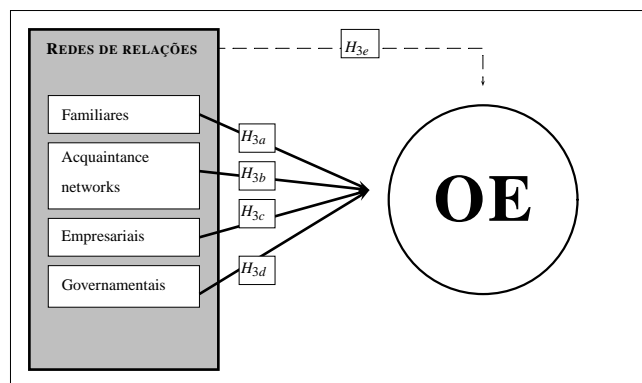 REDES DE RELAÇÕES
H3e
Familiares
H3a
Acquaintance
networks
H3b
Empresariais
H3c
Governamentais
H3d
OE